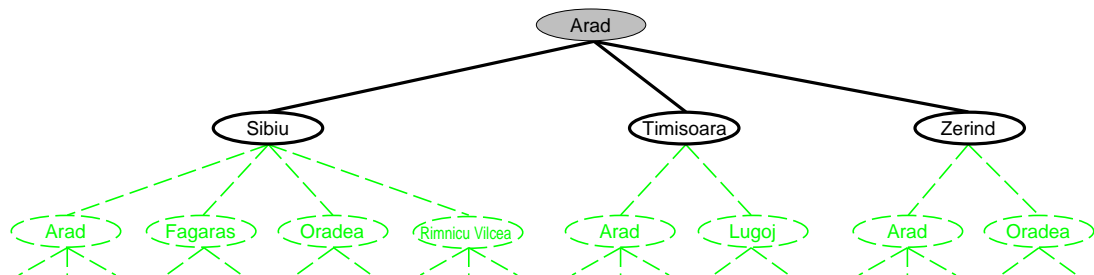 Arad
Sibiu
Timisoara
Zerind
Arad
Fagaras
Oradea
Rimnicu Vilcea
Arad
Lugoj
Arad
Oradea